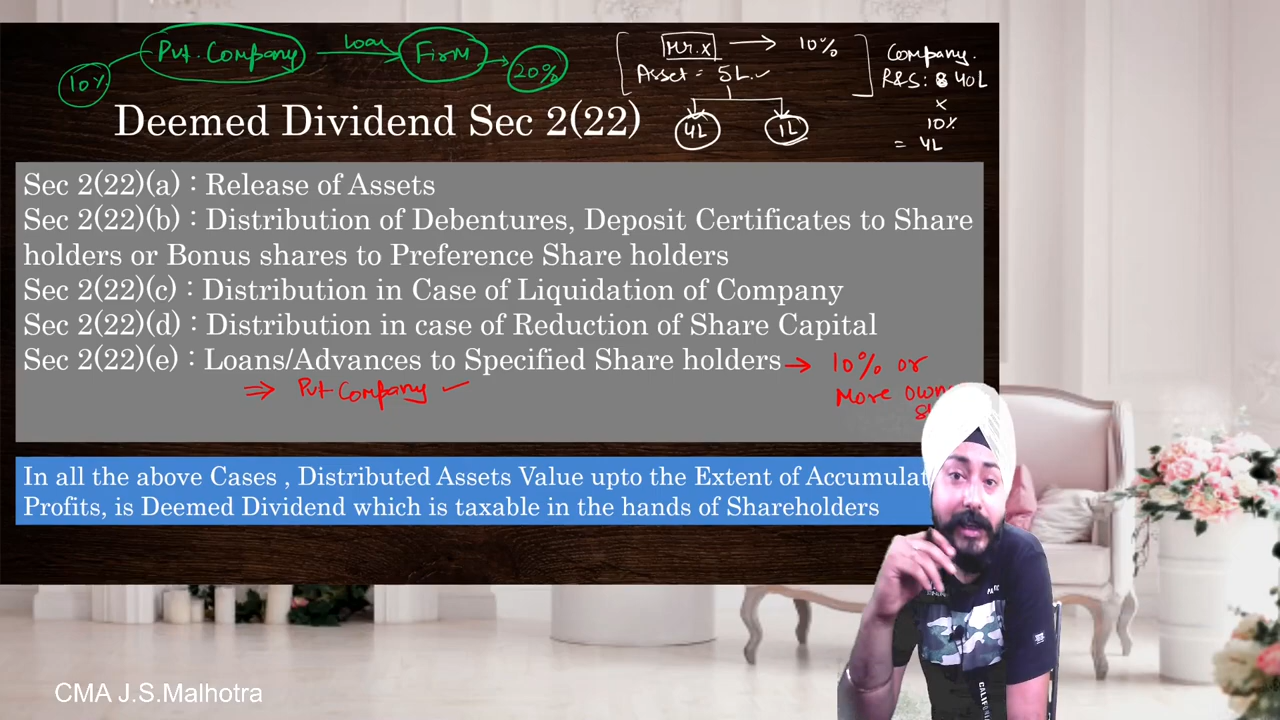 Pvt. Company Loan Firm
10% 20%
Mr.x 10%
Asset = 5L
4L 1L
Company.
R&S: 40L
x
10%
= 4L
Deemed Dividend Sec 2(22)
Sec 2(22)(a) : Release of Assets
Sec 2(22)(b) : Distribution of Debentures, Deposit Certificates to Share
holders or Bonus shares to Preference Share holders
Sec 2(22)(c) : Distribution in Case of Liquidation of Company
Sec 2(22)(d) : Distribution in case of Reduction of Share Capital
Sec 2(22)(e) : Loans/Advances to Specified Share holders → 10% or
⇒ Pvt Company More
In all the above Cases , Distributed Assets Value upto the Extent of
Profits, is Deemed Dividend which is taxable in the hands of Shareholders
CMA J.S.Malhotra